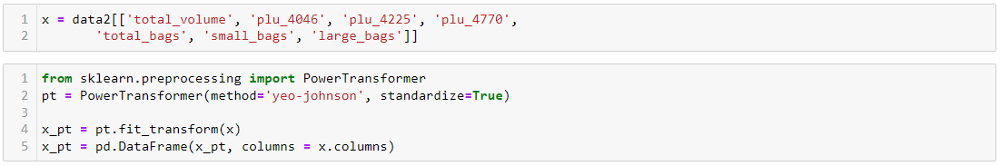 1 x = data2[['total_volume', 'plu_4046', 'plu_4225', 'plu_4770',
2         'total_bags', 'small_bags', 'large_bags']]
1 from sklearn.preprocessing import PowerTransformer
2 pt = PowerTransformer(method='yeo-johnson', standardize=True)
3
4 x_pt = pt.fit_transform(x)
5 x_pt = pd.DataFrame(x_pt, columns = x.columns)